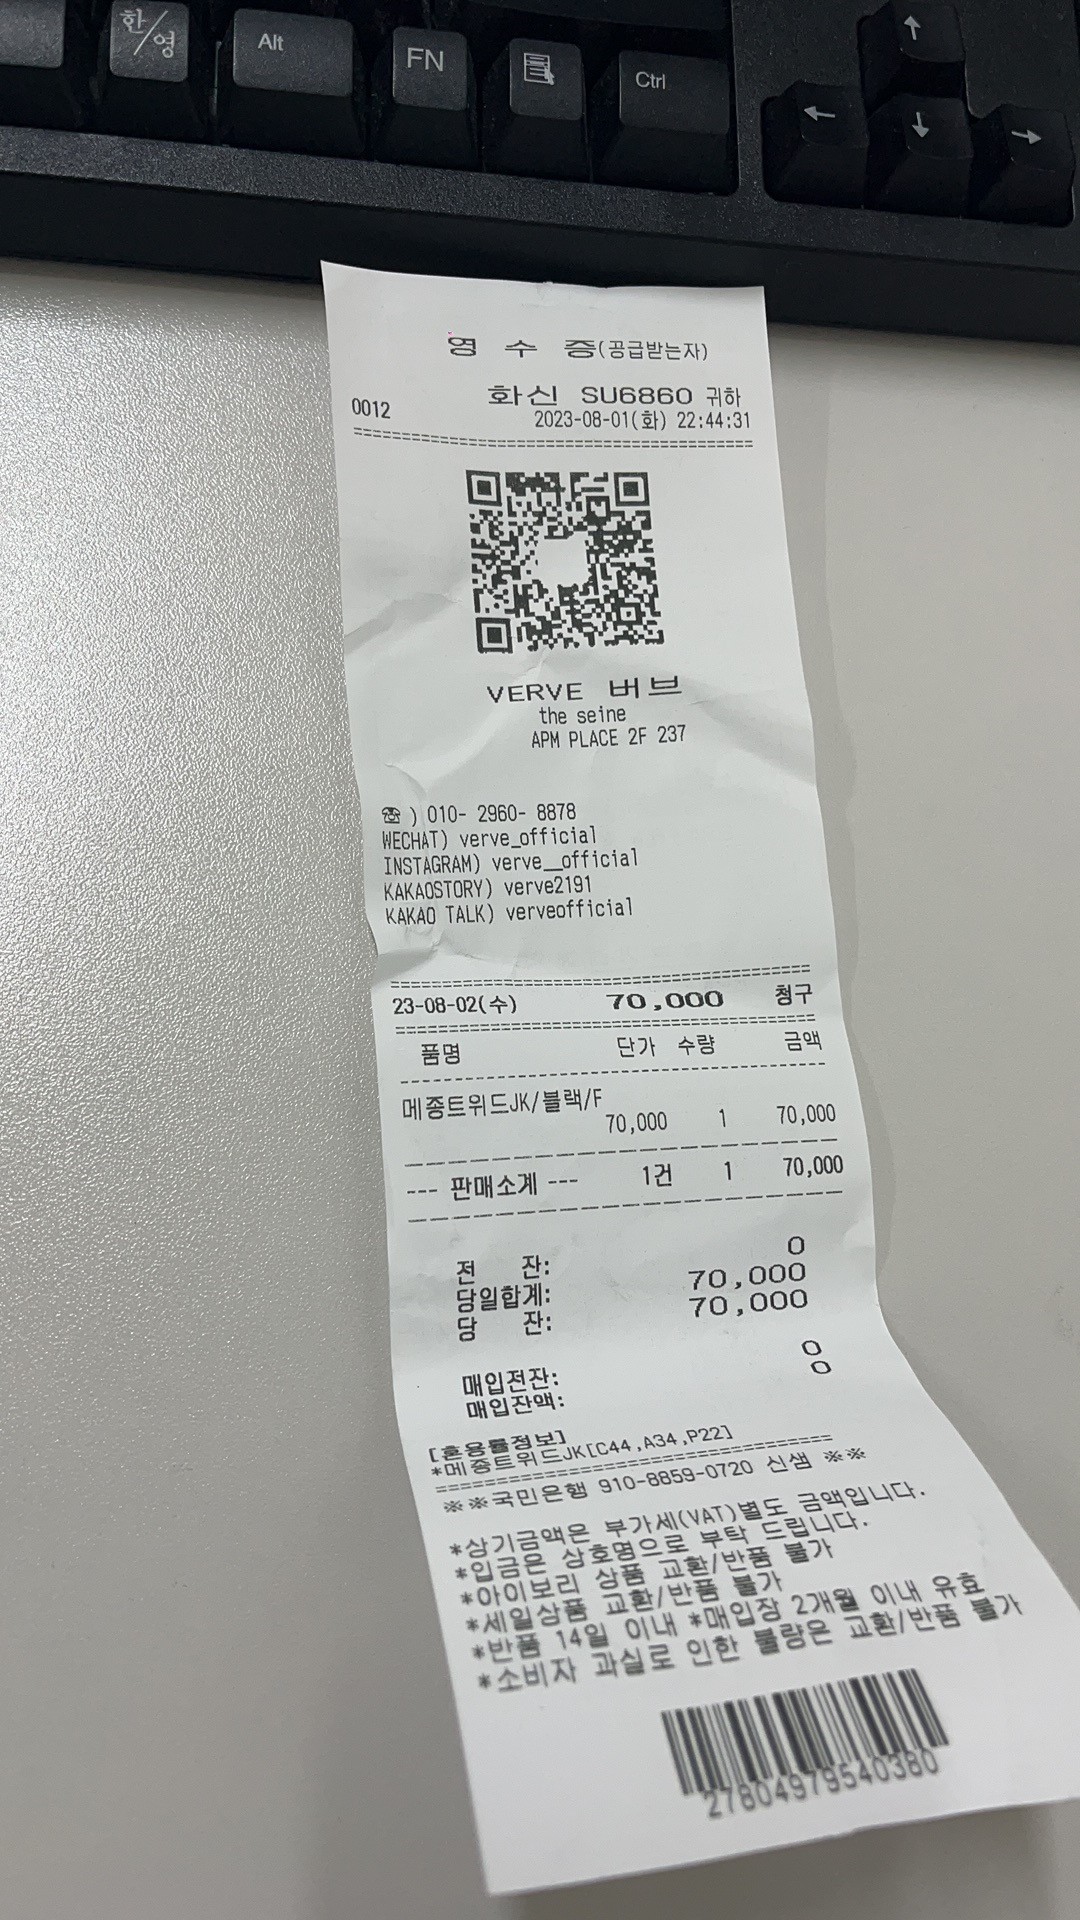 한/영
Alt
FN
Ctrl
↑
← ↓ →
영 수 증(공급받는자)
화신 SU6860 귀하
0012
2023-08-01(화) 22:44:31
VERVE 버브
the seine
APM PLACE 2F 237
☎ ) 010- 2960- 8878
WECHAT) verve_official
INSTAGRAM) verve__official
KAKAOSTORY) verve2191
KAKAO TALK) verveofficial
23-08-02(수) 70,000 청구
품명 단가 수량 금액
메종트위드JK/블랙/F
70,000 1 70,000
--- 판매소계 --- 1건 1 70,000
전 잔: 0
당일합계: 70,000
당 잔: 70,000
매입전잔: 0
매입잔액: 0
[혼용률정보]
*메종트위드JK[C44,A34,P22]
※※국민은행 910-8859-0720 신샘 ※※
*상기금액은 부가세(VAT)별도 금액입니다.
*입금은 상호명으로 부탁 드립니다.
*아이보리 상품 교환/반품 불가
*세일상품 교환/반품 불가
*반품 14일 이내 *매입장 2개월 이내 유효
*소비자 과실로 인한 불량은 교환/반품 불가
27804979540380